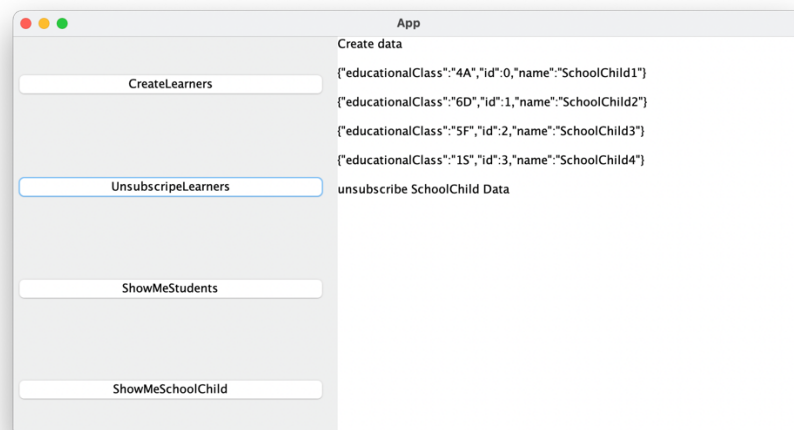 App
Create data
{"educationalClass":"4A","id":0,"name":"SchoolChild1"}
CreateLearners
{"educationalClass":"6D","id":1,"name":"SchoolChild2"}
{"educationalClass":"5F","id":2,"name":"SchoolChild3"}
{"educationalClass":"1S","id":3,"name":"SchoolChild4"}
UnsubscripeLearners
unsubscribe SchoolChild Data
ShowMeStudents
ShowMeSchoolChild